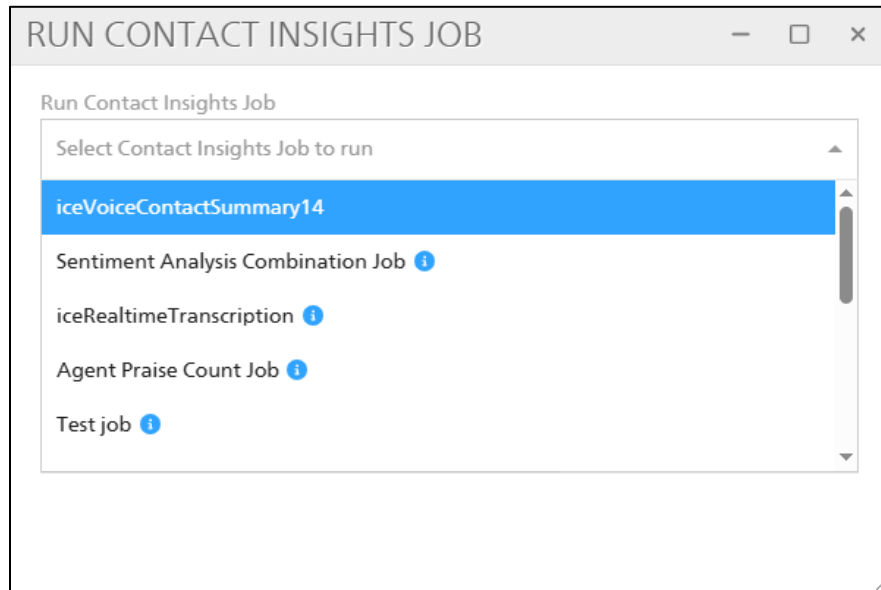 RUN CONTACT INSIGHTS JOB
Run Contact Insights Job
Select Contact Insights Job to run
iceVoiceContactSummary14
Sentiment Analysis Combination Job
iceRealtimeTranscription
Agent Praise Count Job
Test job